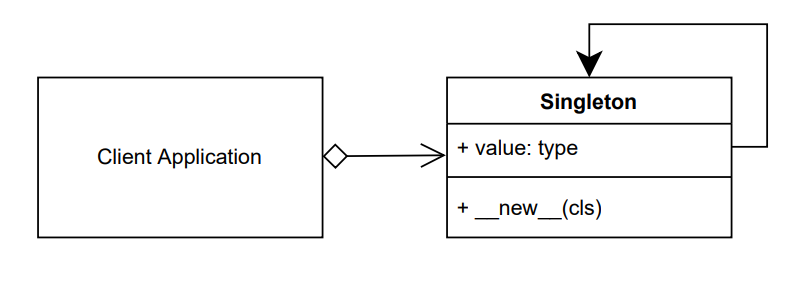 Singleton
Client Application
+ value: type
+ __new__(cls)